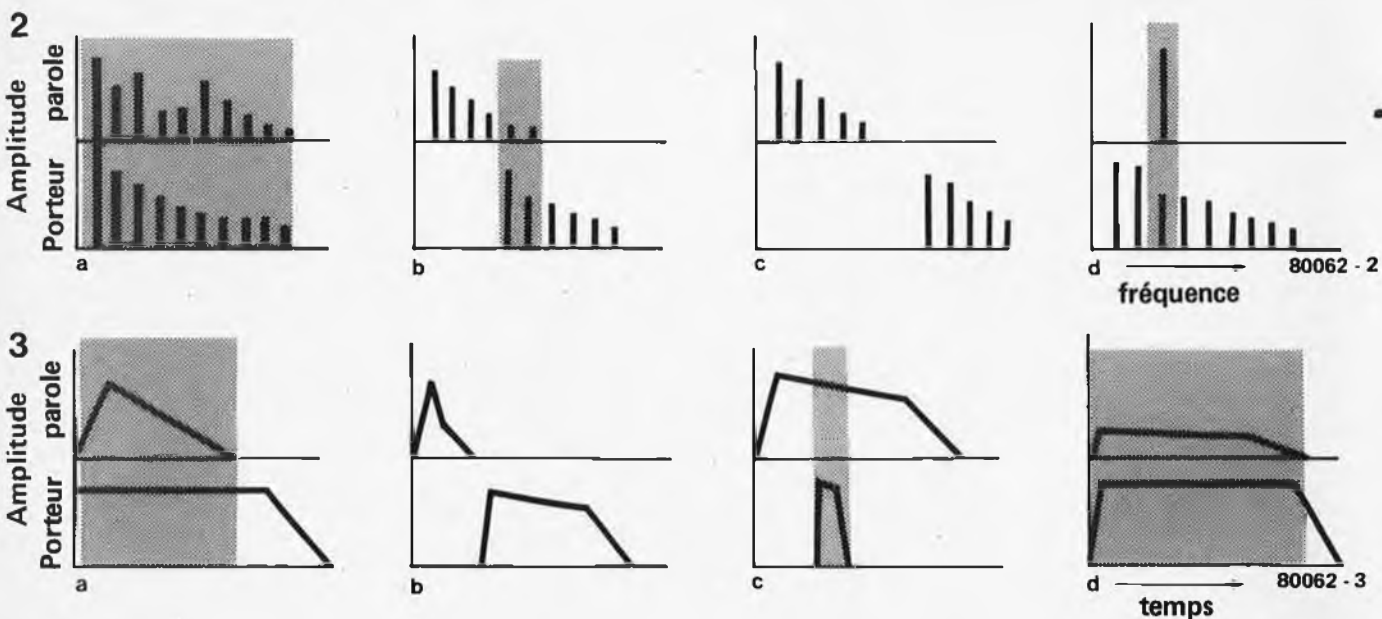 2
Amplitude
Porteur parole
a
b
c
d
80062 - 2
fréquence
3
Amplitude
Porteur parole
a
b
c
d
80062 - 3
temps